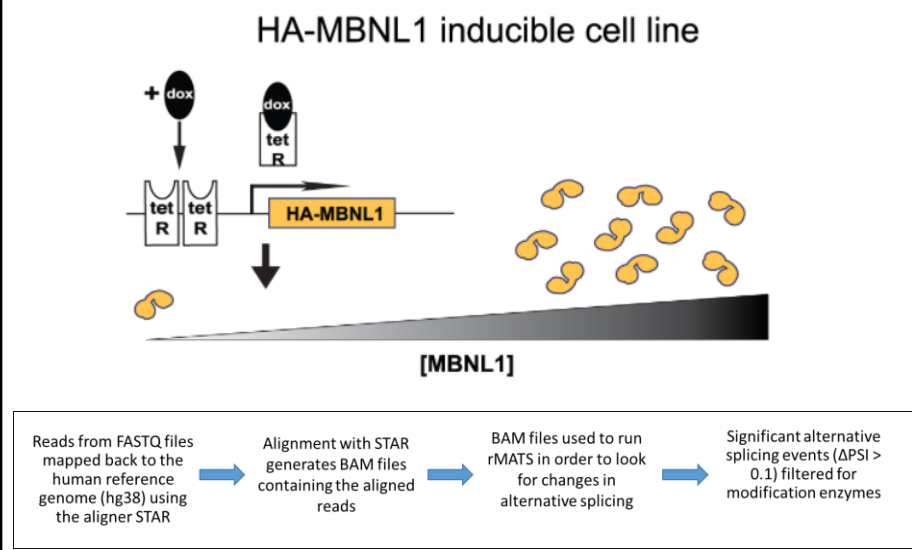 HA-MBNL1 inducible cell line
+ dox
dox
tet
R
tet
R
tet
R
HA-MBNL1
[MBNL1]
Reads from FASTQ files
mapped back to the
human reference
genome (hg38) using
the aligner STAR
Alignment with STAR
generates BAM files
containing the aligned
reads
BAM files used to run
rMATS in order to look
for changes in
alternative splicing
Significant alternative
splicing events (ΔPSI >
0.1) filtered for
modification enzymes